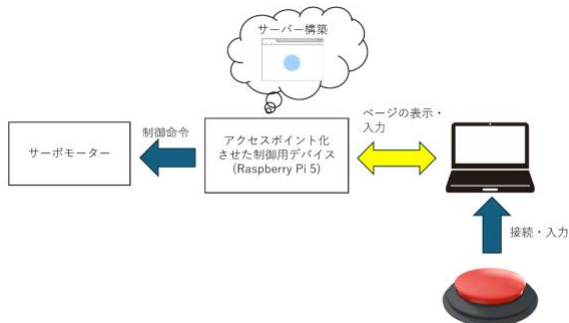 サーバー構築
ページの表示・
入力
制御命令
サーボモーター
アクセスポイント化
させた制御用デバイス
(Raspberry Pi 5)
接続・入力